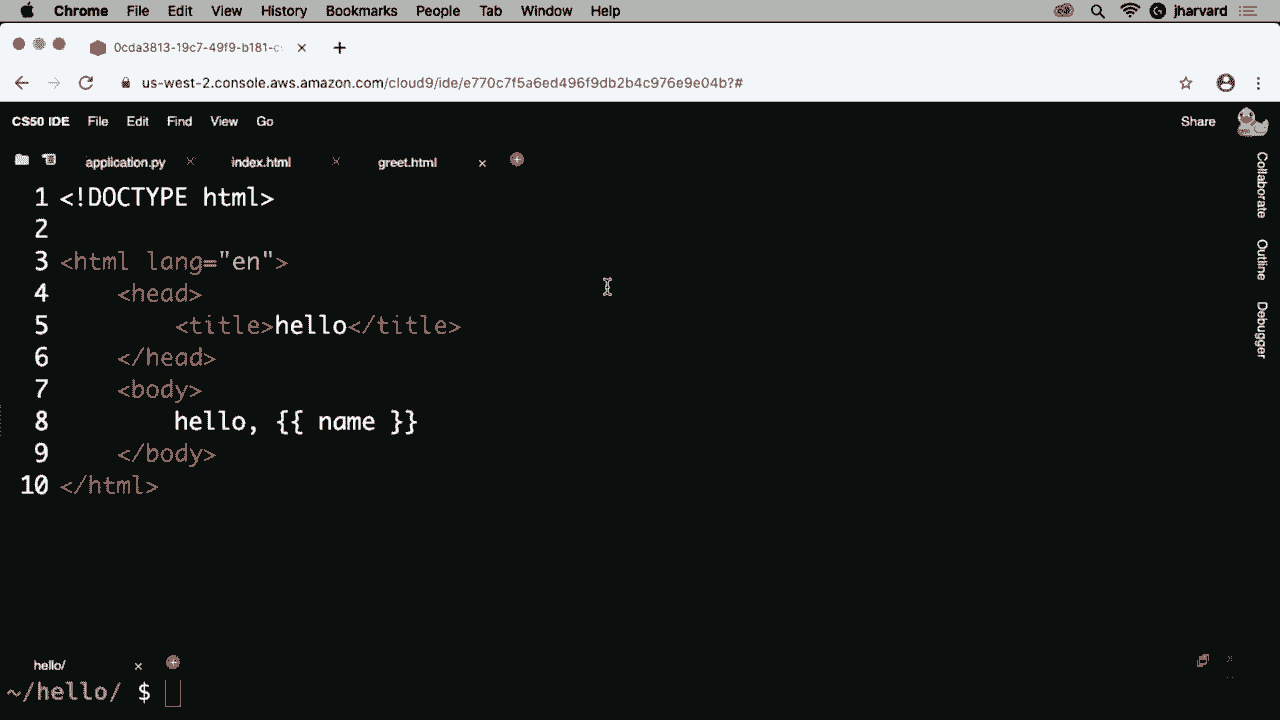 Chrome File Edit View History Bookmarks People Tab Window Help jharvard
0cda3813-19c7-49f9-b181-c
us-west-2.console.aws.amazon.com/cloud9/ide/e770c7f5a6ed496f9db2b4c976e9e04b?#
CS50 IDE File Edit Find View Go Share
application.py index.html greet.html
Collaborate
Outline
Debugger
1 <!DOCTYPE html>
2
3 <html lang="en">
4 <head>
5 <title>hello</title>
6 </head>
7 <body>
8 hello, {{ name }}
9 </body>
10 </html>
hello/
~/hello/ $